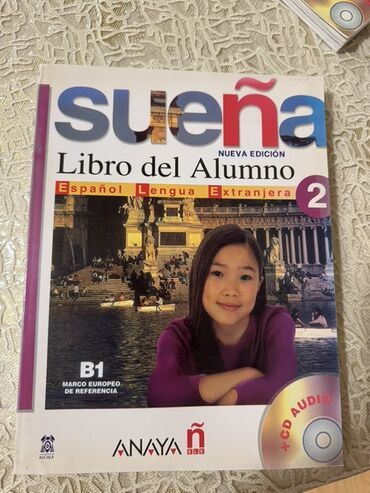 sueña
NUEVA EDICIÓN
Libro del Alumno
Español Lengua Extranjera 2
B1
MARCO EUROPEO
DE REFERENCIA
+ CD AUDIO
ALCALÁ
ANAYA ñ
ELE